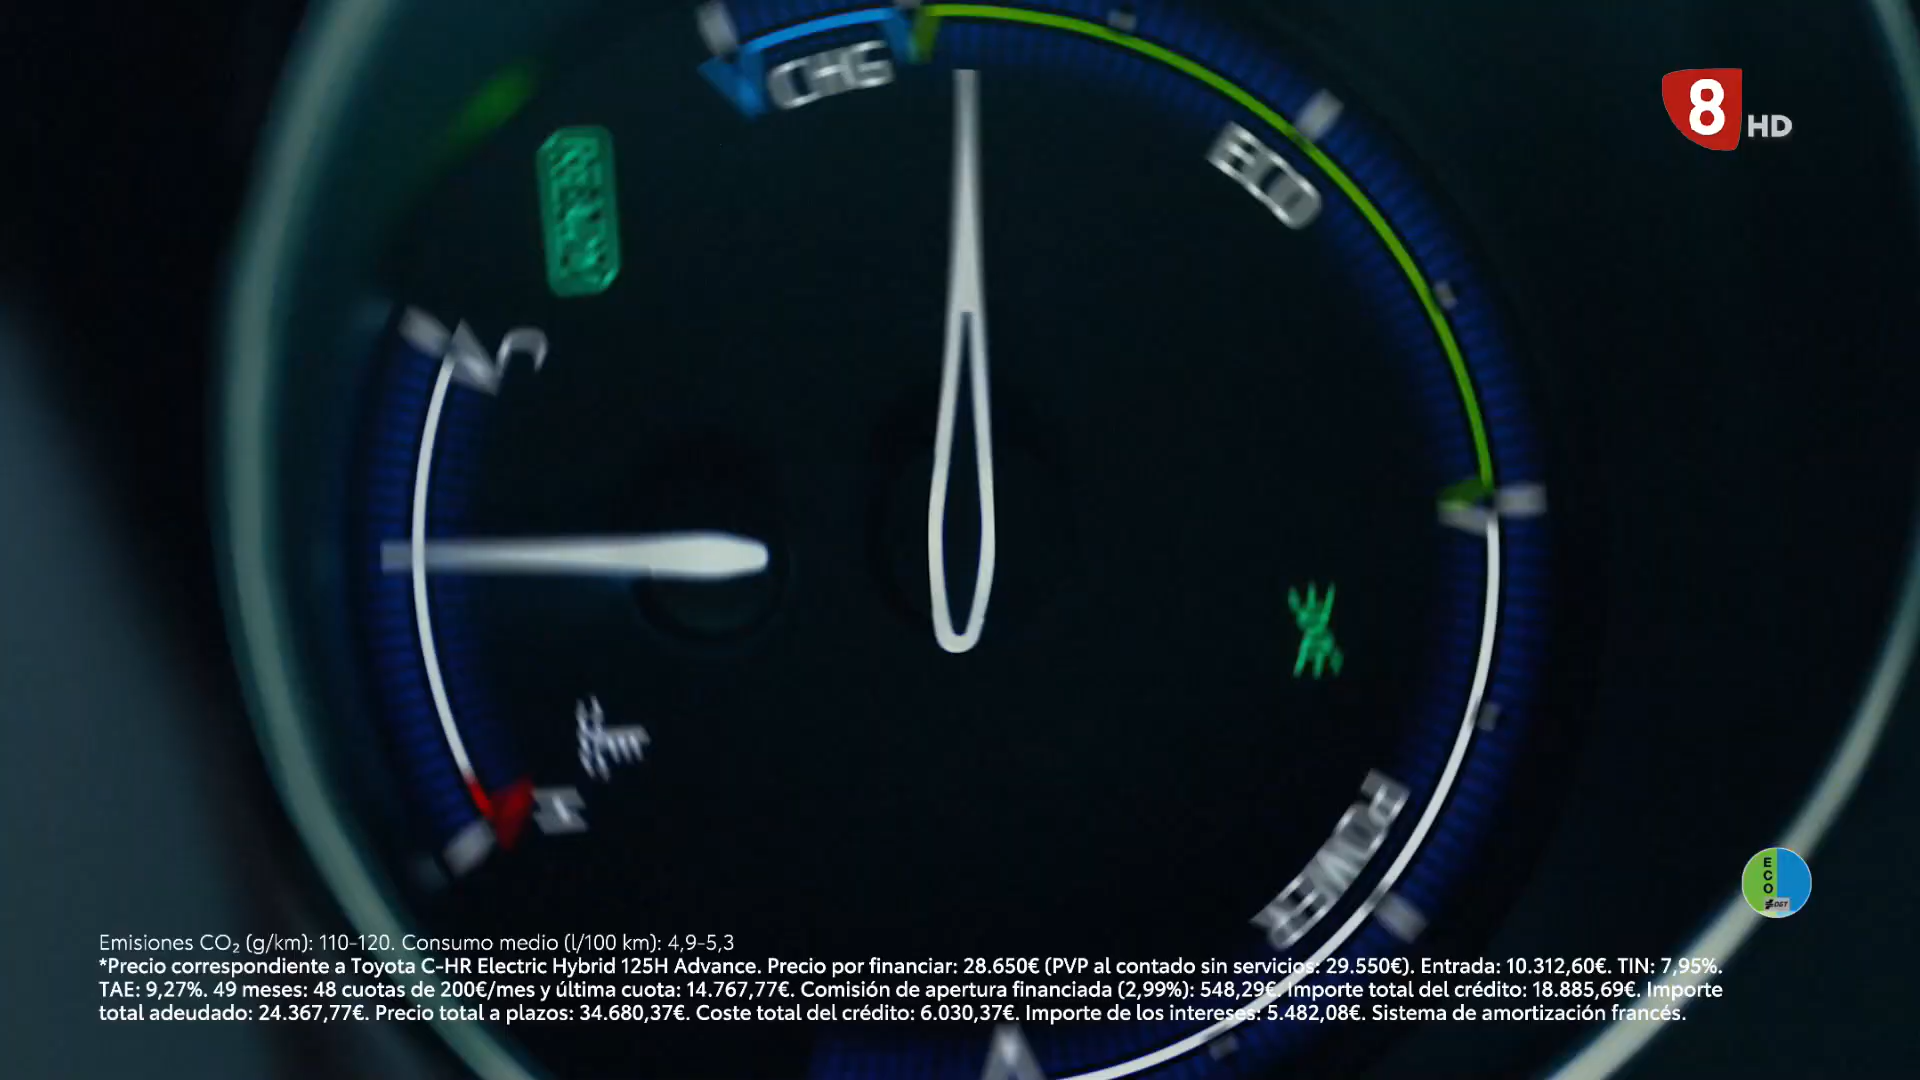 CHG
8 HD
ECO
READY
C
POWER
H
ECO
DGT
Emisiones CO₂ (g/km): 110-120. Consumo medio (l/100 km): 4,9-5,3
*Precio correspondiente a Toyota C-HR Electric Hybrid 125H Advance. Precio por financiar: 28.650€ (PVP al contado sin servicios: 29.550€). Entrada: 10.312,60€. TIN: 7,95%.
TAE: 9,27%. 49 meses: 48 cuotas de 200€/mes y última cuota: 14.767,77€. Comisión de apertura financiada (2,99%): 548,29€. Importe total del crédito: 18.885,69€. Importe
total adeudado: 24.367,77€. Precio total a plazos: 34.680,37€. Coste total del crédito: 6.030,37€. Importe de los intereses: 5.482,08€. Sistema de amortización francés.